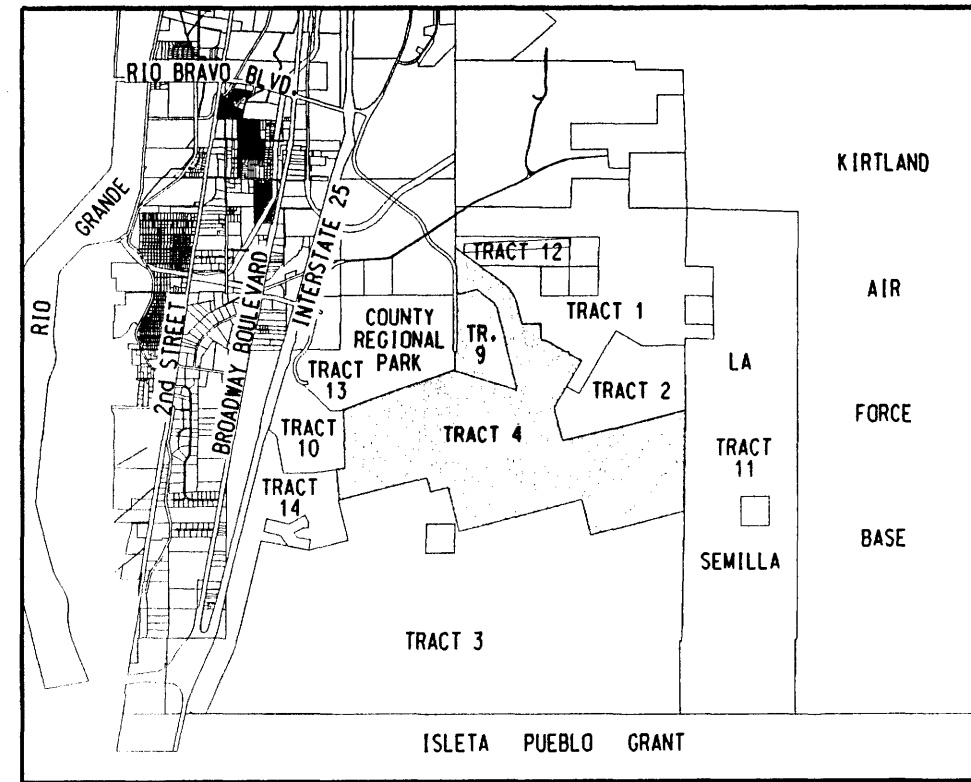 RIO BRAVO BLVD.
KIRTLAND
GRANDE
RIO
2nd STREET
BROADWAY BOULEVARD
INTERSTATE 25
TRACT 12
TRACT 1
AIR
COUNTY
REGIONAL
PARK
TR.
9
TRACT
13
TRACT 2
LA
TRACT
10
TRACT 4
FORCE
TRACT
11
TRACT
14
BASE
SEMILLA
TRACT 3
ISLETA PUEBLO GRANT